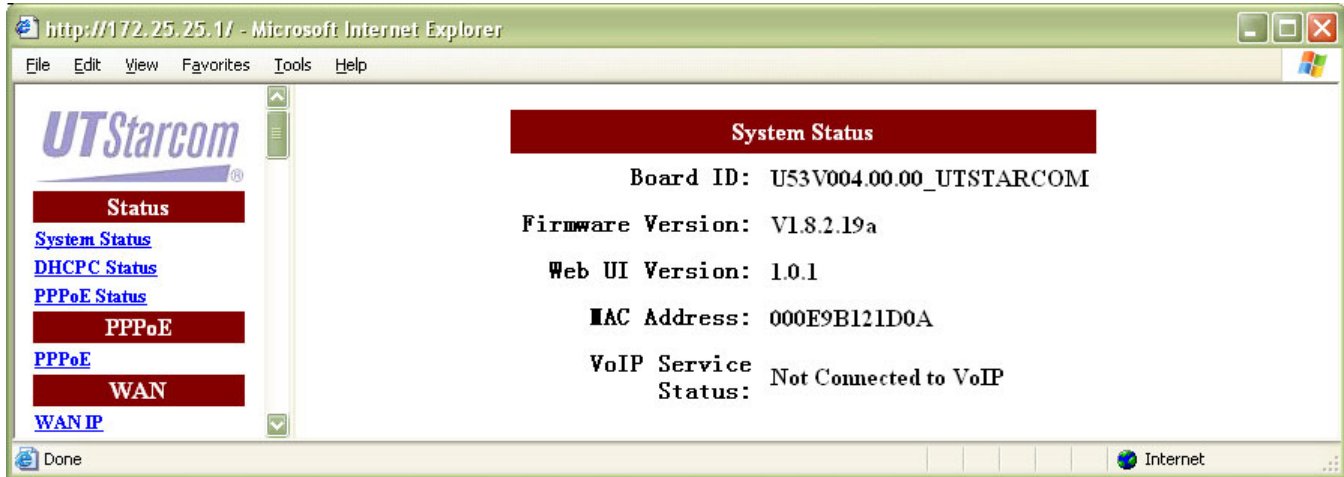 http://172.25.25.1/ - Microsoft Internet Explorer
File Edit View Favorites Tools Help
UTStarcom®
Status
System Status
DHCPC Status
PPPoE Status
PPPoE
PPPoE
WAN
WAN IP
System Status
Board ID: U53V004.00.00_UTSTARCOM
Firmware Version: V1.8.2.19a
Web UI Version: 1.0.1
MAC Address: 000E9B121D0A
VoIP Service
Status: Not Connected to VoIP
Done
Internet